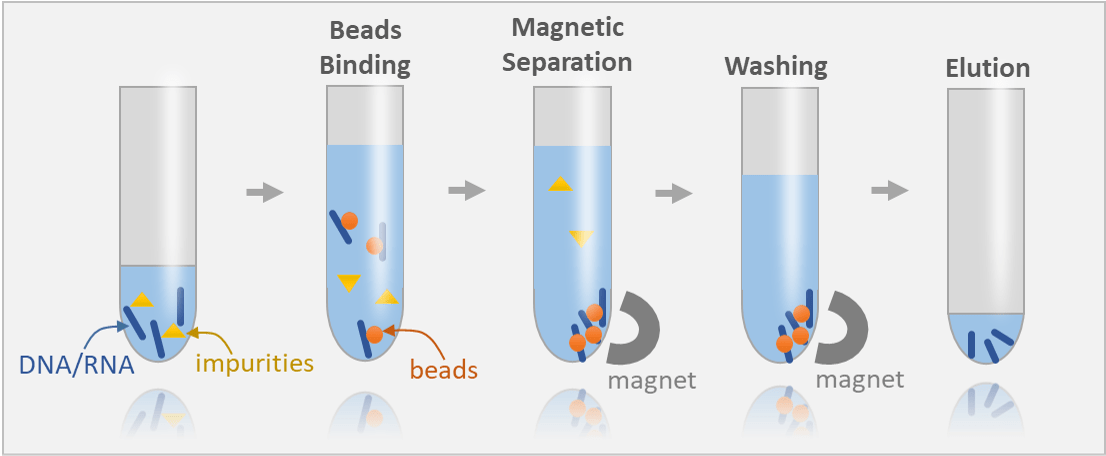 Beads
Binding
Magnetic
Separation
Washing
Elution
DNA/RNA
impurities
beads
magnet
magnet